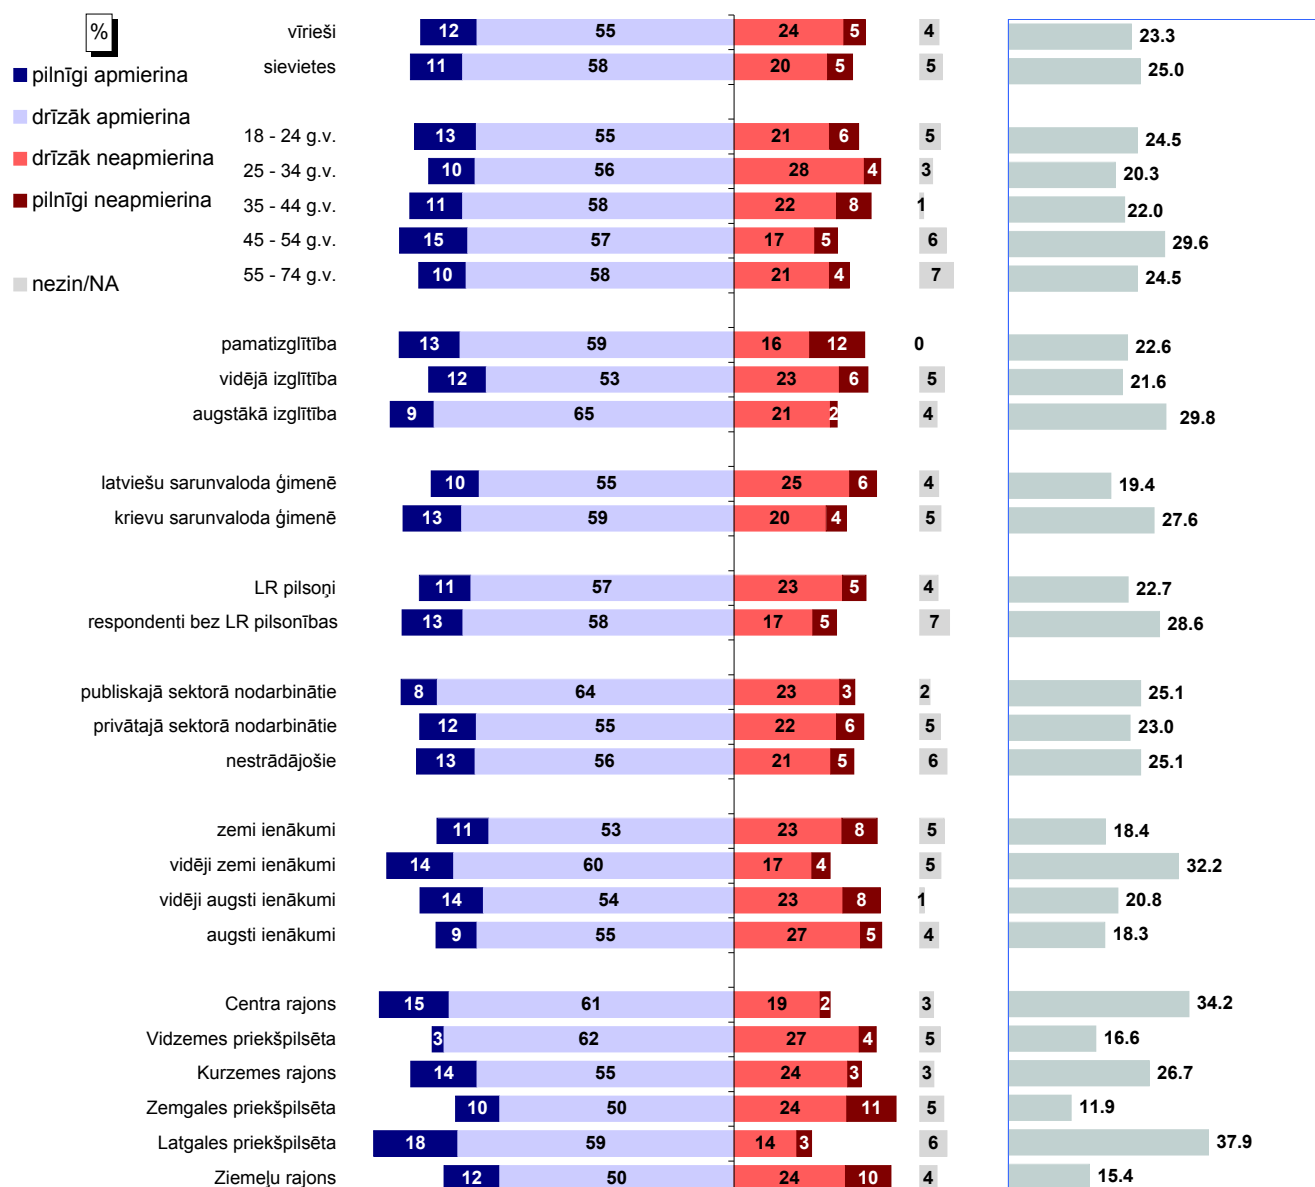 %
pilnīgi apmierina
drīzāk apmierina
drīzāk neapmierina
pilnīgi neapmierina
nezin/NA
vīrieši 12 55 24 5 4 23.3
sievietes 11 58 20 5 5 25.0
18 - 24 g.v. 13 55 21 6 5 24.5
25 - 34 g.v. 10 56 28 4 3 20.3
35 - 44 g.v. 11 58 22 8 1 22.0
45 - 54 g.v. 15 57 17 5 6 29.6
55 - 74 g.v. 10 58 21 4 7 24.5
pamatizglītība 13 59 16 12 0 22.6
vidējā izglītība 12 53 23 6 5 21.6
augstākā izglītība 9 65 21 2 4 29.8
latviešu sarunvaloda ģimenē 10 55 25 6 4 19.4
krievu sarunvaloda ģimenē 13 59 20 4 5 27.6
LR pilsoņi 11 57 23 5 4 22.7
respondenti bez LR pilsonības 13 58 17 5 7 28.6
publiskajā sektorā nodarbinātie 8 64 23 3 2 25.1
privātajā sektorā nodarbinātie 12 55 22 6 5 23.0
nestrādājošie 13 56 21 5 6 25.1
zemi ienākumi 11 53 23 8 5 18.4
vidēji zemi ienākumi 14 60 17 4 5 32.2
vidēji augsti ienākumi 14 54 23 8 1 20.8
augsti ienākumi 9 55 27 5 4 18.3
Centra rajons 15 61 19 2 3 34.2
Vidzemes priekšpilsēta 3 62 27 4 5 16.6
Kurzemes rajons 14 55 24 3 3 26.7
Zemgales priekšpilsēta 10 50 24 11 5 11.9
Latgales priekšpilsēta 18 59 14 3 6 37.9
Ziemeļu rajons 12 50 24 10 4 15.4